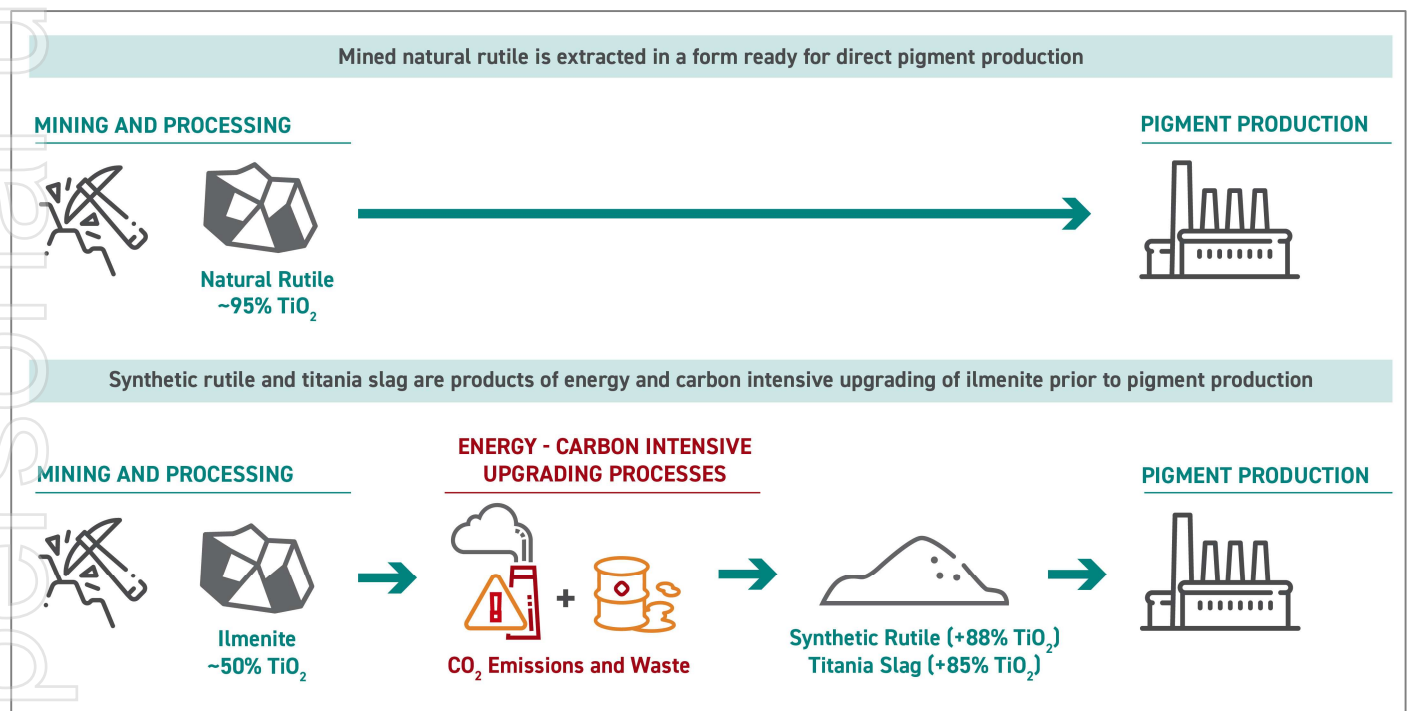 Mined natural rutile is extracted in a form ready for direct pigment production
MINING AND PROCESSING
PIGMENT PRODUCTION
Natural Rutile
~95% TiO₂
Synthetic rutile and titania slag are products of energy and carbon intensive upgrading of ilmenite prior to pigment production
MINING AND PROCESSING
ENERGY - CARBON INTENSIVE
UPGRADING PROCESSES
PIGMENT PRODUCTION
+
Ilmenite
~50% TiO₂
CO₂ Emissions and Waste
Synthetic Rutile (+88% TiO₂)
Titania Slag (+85% TiO₂)